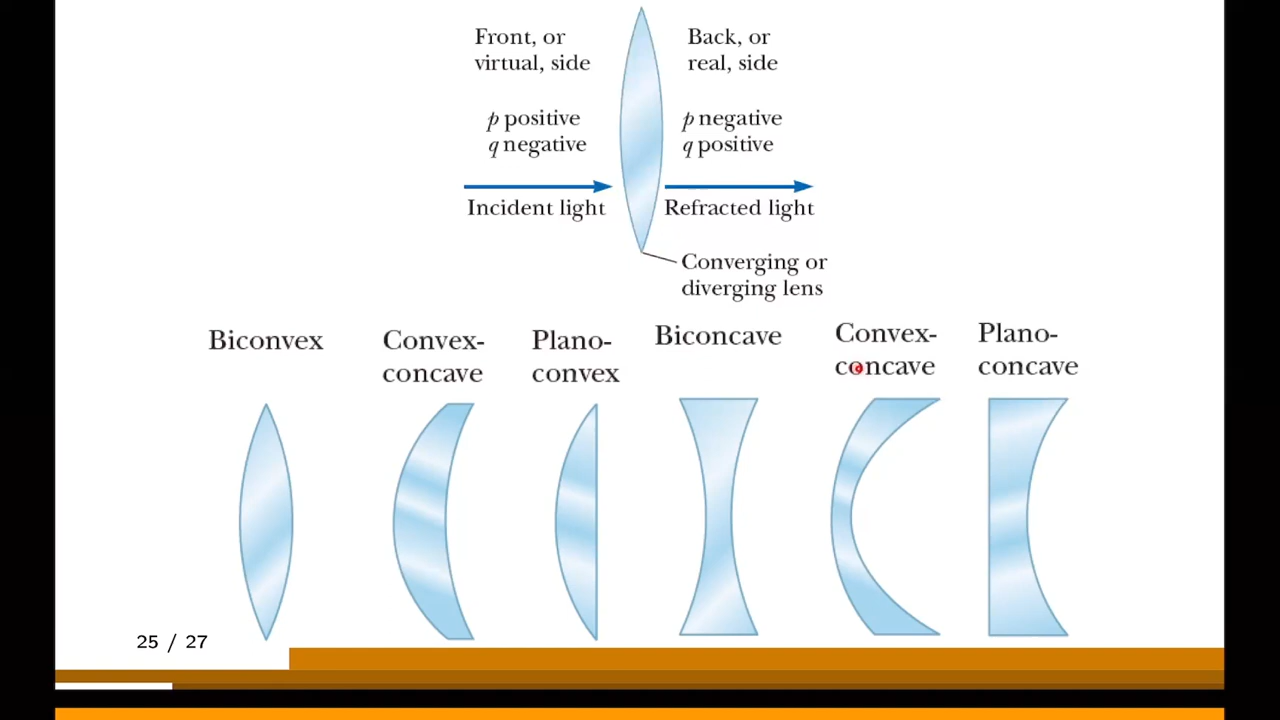 Front, or
virtual, side
Back, or
real, side
p positive
q negative
p negative
q positive
Incident light
Refracted light
Converging or
diverging lens
Biconvex
Convex-
concave
Plano-
convex
Biconcave
Convex-
concave
Plano-
concave
25 / 27